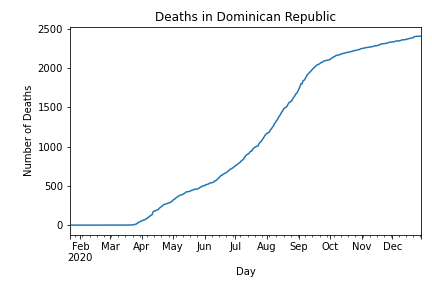 Deaths in Dominican Republic
2500
2000
1500
1000
500
0
Number of Deaths
Feb Mar Apr May Jun Jul Aug Sep Oct Nov Dec
2020
Day